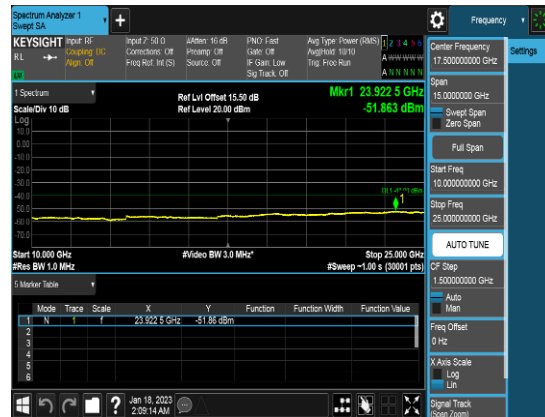 Spectrum Analyzer 1
Swept SA
Frequency
KEYSIGHT
Input: RF
Coupling: DC
Align: Off
Input Z: 50 Ω
Corrections: Off
Freq Ref: Int (S)
#Atten: 16 dB
Preamp: Off
Source: Off
PNO: Fast
Gate: Off
IF Gain: Low
Sig Track: Off
Avg Type: Power (RMS)
Avg|Hold: 10/10
Trig: Free Run
1 2 3 4 5 6
A W W W W W
A N N N N N
RL
LW
Settings
Center Frequency
17.500000000 GHz
Span
15.0000000 GHz
Swept Span
Zero Span
Full Span
Start Freq
10.000000000 GHz
Stop Freq
25.000000000 GHz
AUTO TUNE
CF Step
1.500000000 GHz
Auto
Man
Freq Offset
0 Hz
X Axis Scale
Log
Lin
Signal Track
(Span Zoom)
1 Spectrum
Scale/Div 10 dB
Log
Ref Lvl Offset 15.50 dB
Ref Level 20.00 dBm
Mkr1 23.922 5 GHz
-51.863 dBm
10.0
0.00
-10.0
-20.0
-30.0
-40.0
-50.0
-60.0
-70.0
1
Start 10.000 GHz
#Res BW 1.0 MHz
#Video BW 3.0 MHz*
Stop 25.000 GHz
#Sweep ~1.00 s (30001 pts)
5 Marker Table
Mode Trace Scale X Y Function Function Width Function Value
1 N 1 f 23.922 5 GHz -51.86 dBm
2
3
4
5
6
?
Jan 18, 2023
2:09:14 AM